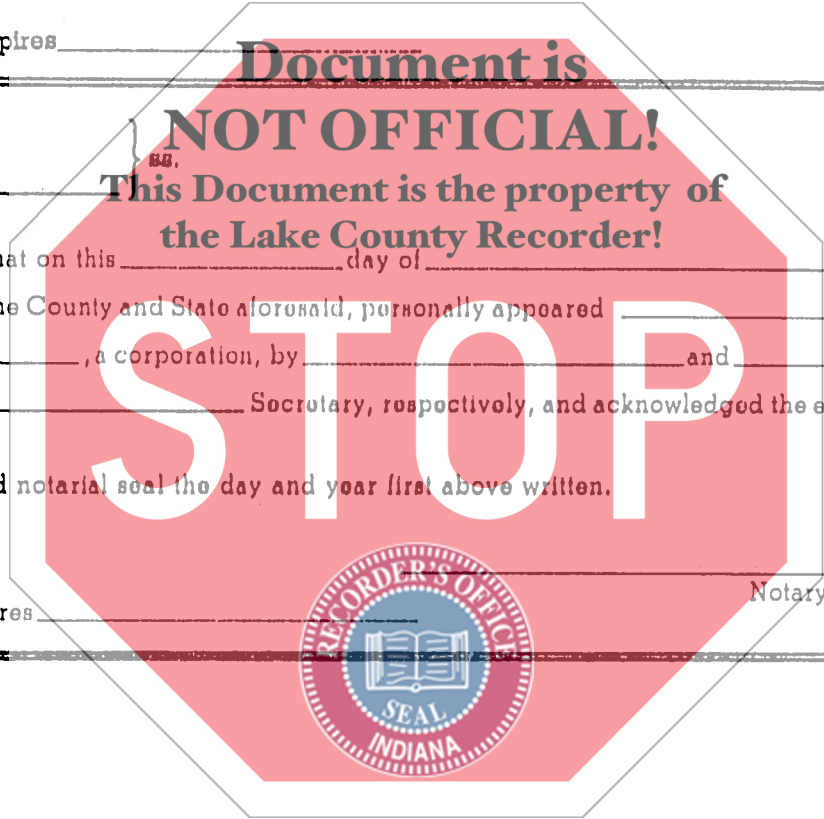 pires
Document is
NOT OFFICIAL!
ss.
This Document is the property of
the Lake County Recorder!
at on this day of
e County and State aforesaid, personally appeared
, a corporation, by and
Secretary, respectively, and acknowledged the e
d notarial seal the day and year first above written.
STOP
Notary
res
RECORDER'S OFFICE
SEAL
INDIANA